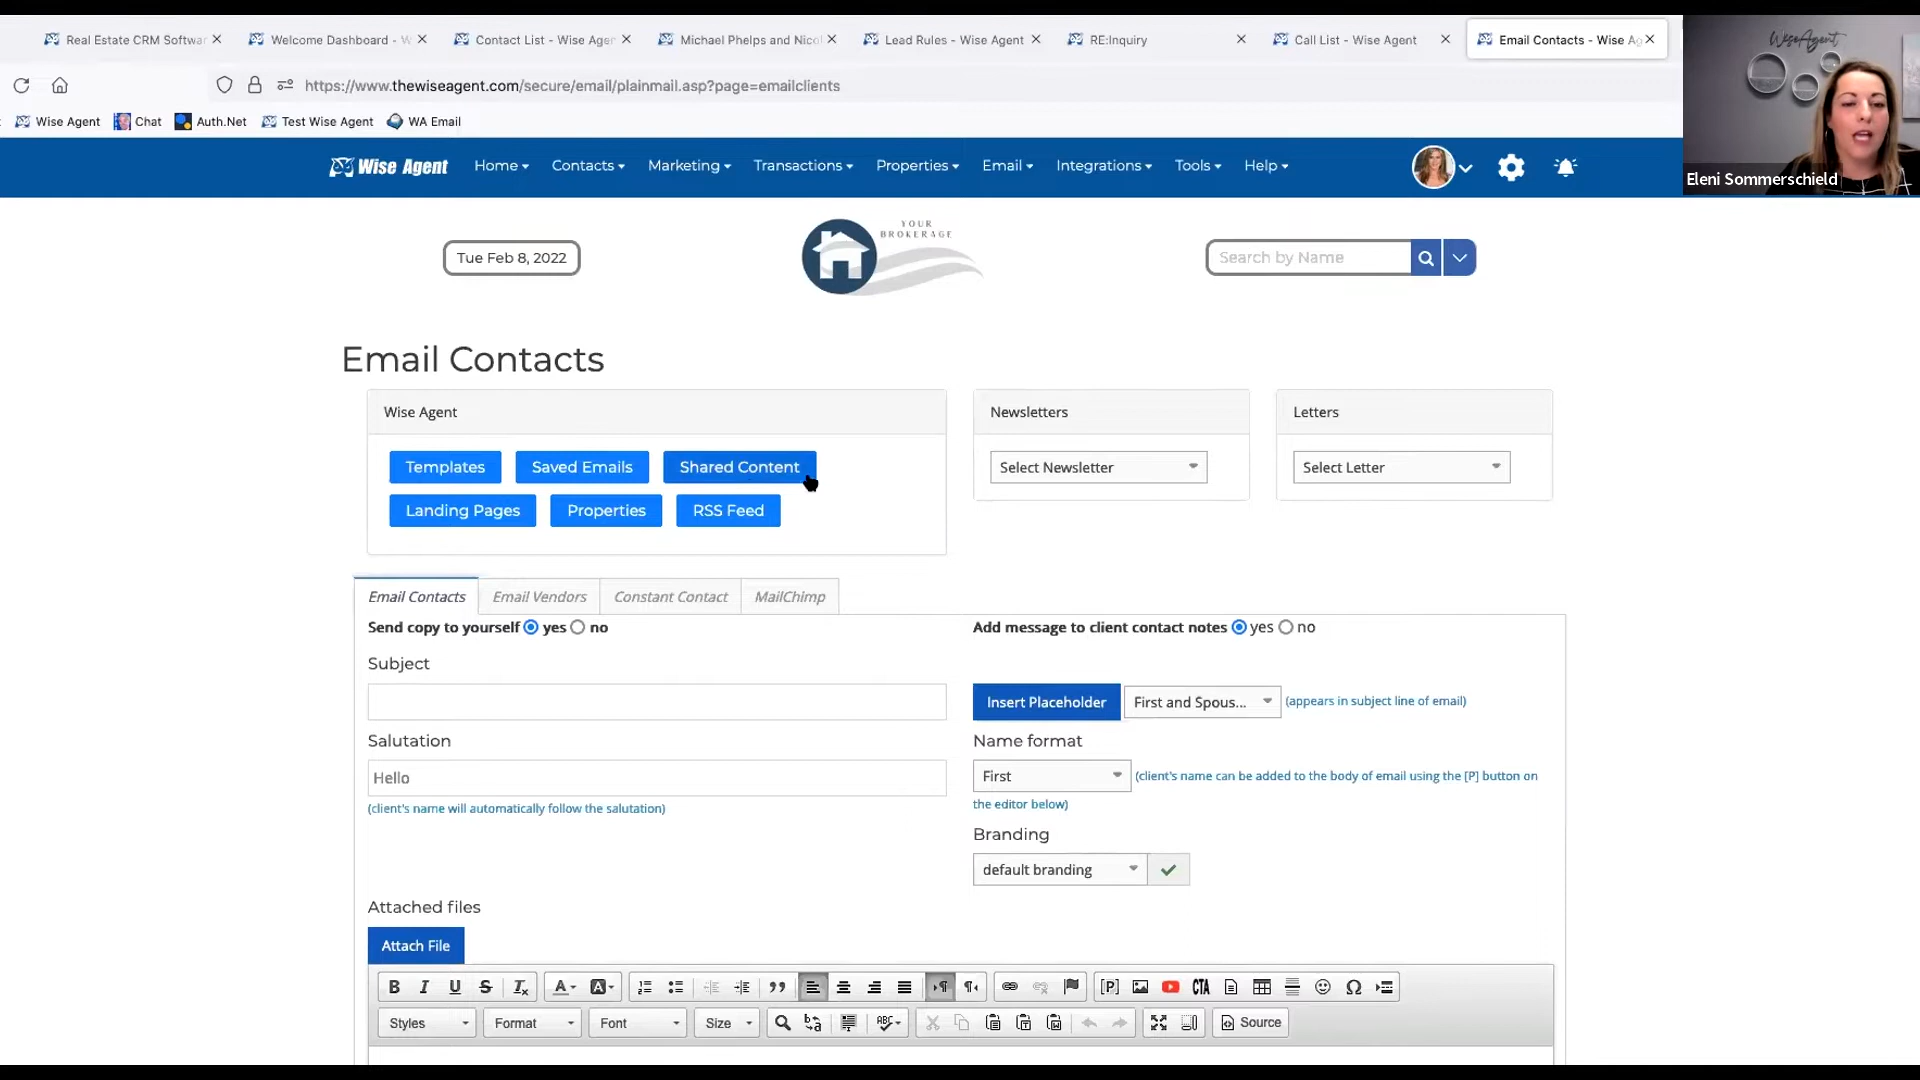 Real Estate CRM Softwar
Welcome Dashboard - W
Contact List - Wise Agen
Michael Phelps and Nicol
Lead Rules - Wise Agent
RE:Inquiry
Call List - Wise Agent
Email Contacts - Wise Ag
https://www.thewiseagent.com/secure/email/plainmail.asp?page=emailclients
Wise Agent Chat Auth.Net Test Wise Agent WA Email
WiseAgent
Eleni Sommerschield
Wise Agent Home Contacts Marketing Transactions Properties Email Integrations Tools Help
Tue Feb 8, 2022
YOUR
BROKERAGE
Search by Name
Email Contacts
Wise Agent
Newsletters
Letters
Templates Saved Emails Shared Content
Select Newsletter
Select Letter
Landing Pages Properties RSS Feed
Email Contacts Email Vendors Constant Contact MailChimp
Send copy to yourself yes no
Add message to client contact notes yes no
Subject
Insert Placeholder First and Spous... (appears in subject line of email)
Salutation
Name format
Hello
First (client's name can be added to the body of email using the [P] button on
the editor below)
(client's name will automatically follow the salutation)
Branding
default branding
Attached files
Attach File
B I U S Tx A A [P] CTA Ω
Styles Format Font Size ABC Source